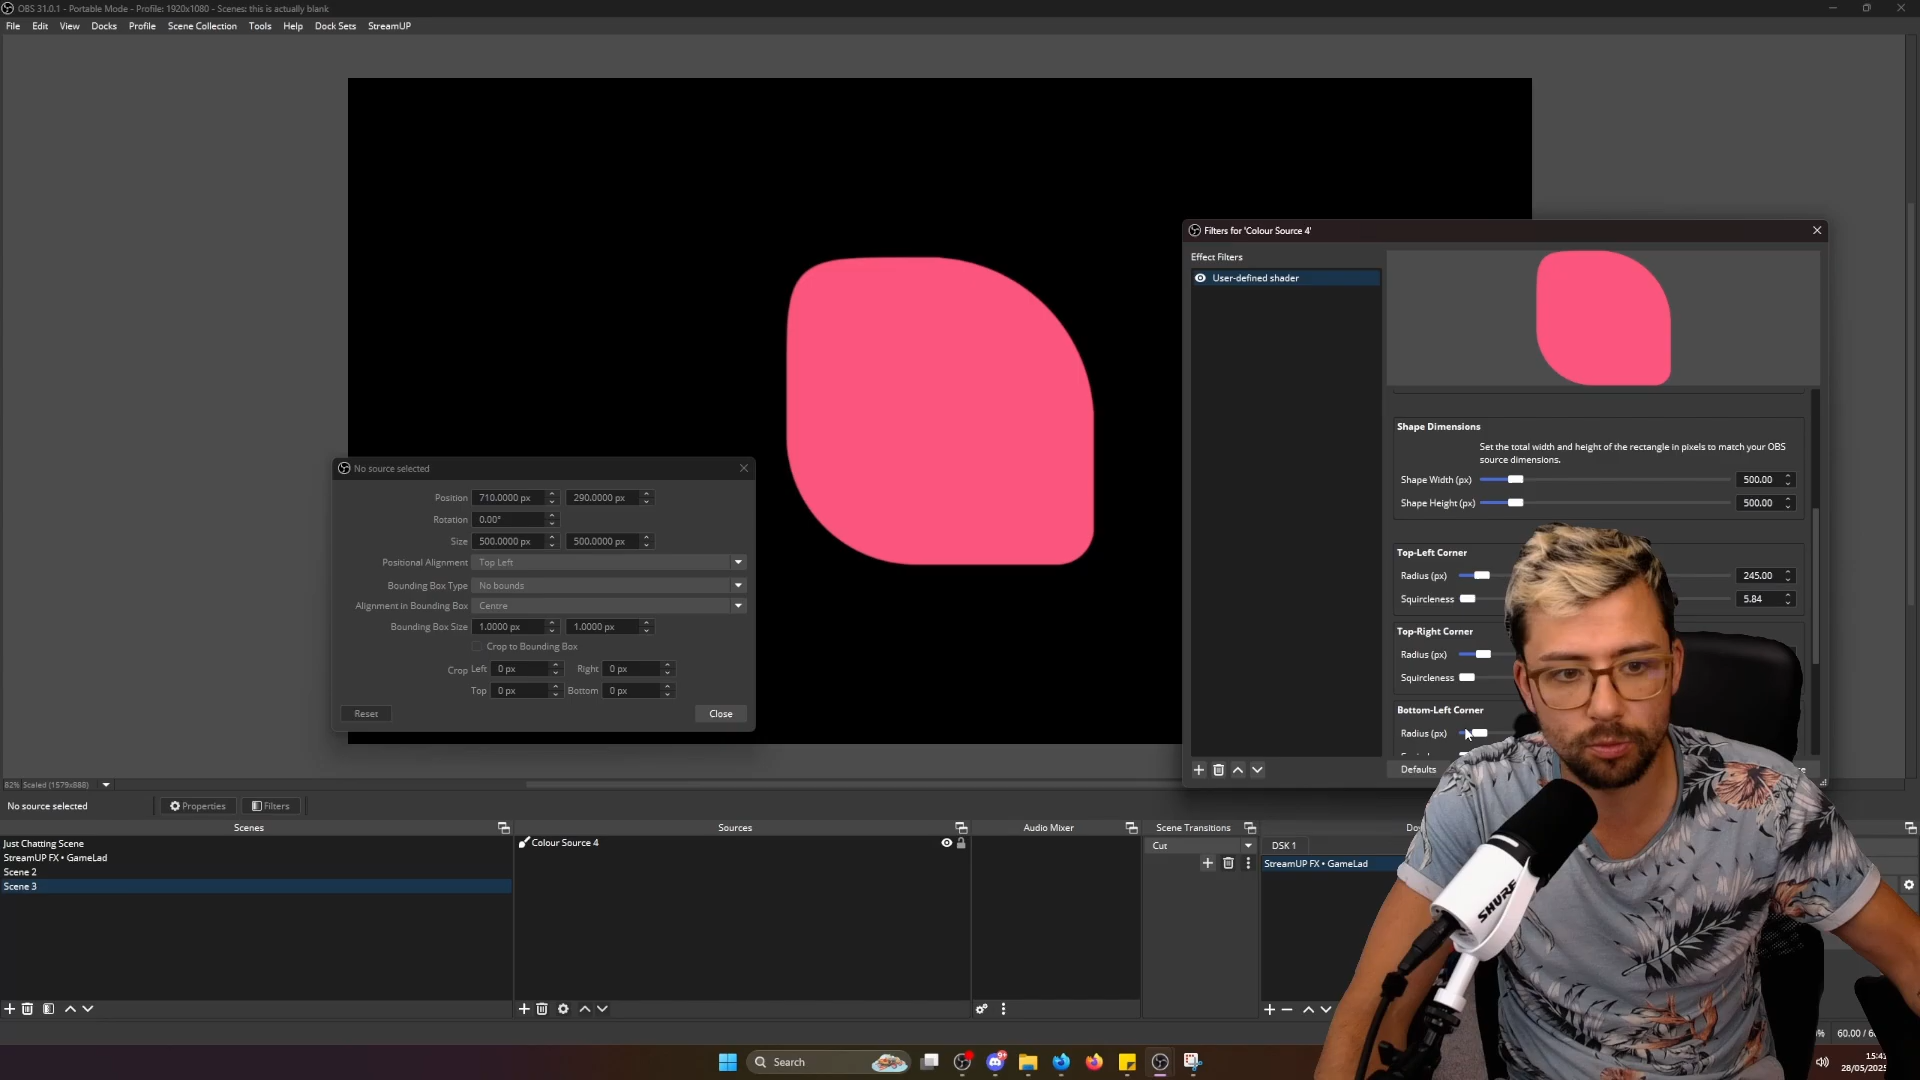 OBS 31.0.1 - Portable Mode - Profile: 1920x1080 - Scenes: this is actually blank
File Edit View Docks Profile Scene Collection Tools Help Dock Sets StreamUP
Filters for 'Colour Source 4'
Effect Filters
User-defined shader
Shape Dimensions
Set the total width and height of the rectangle in pixels to match your OBS
source dimensions.
Shape Width (px) 500.00
Shape Height (px) 500.00
Top-Left Corner
Radius (px) 245.00
Squircleness 5.84
Top-Right Corner
Radius (px)
Squircleness
Bottom-Left Corner
Radius (px)
Defaults
No source selected
Position 710.0000 px 290.0000 px
Rotation 0.00°
Size 500.0000 px 500.0000 px
Positional Alignment Top Left
Bounding Box Type No bounds
Alignment in Bounding Box Centre
Bounding Box Size 1.0000 px 1.0000 px
Crop to Bounding Box
Crop Left 0 px Right 0 px
Top 0 px Bottom 0 px
Reset Close
82% Scaled (1579x888)
No source selected Properties Filters
Scenes Sources Audio Mixer Scene Transitions
Just Chatting Scene
StreamUP FX • GameLad
Scene 2
Scene 3
Colour Source 4
Cut
DSK 1
StreamUP FX • GameLad
SHURE
Search
9+
28/05/2025